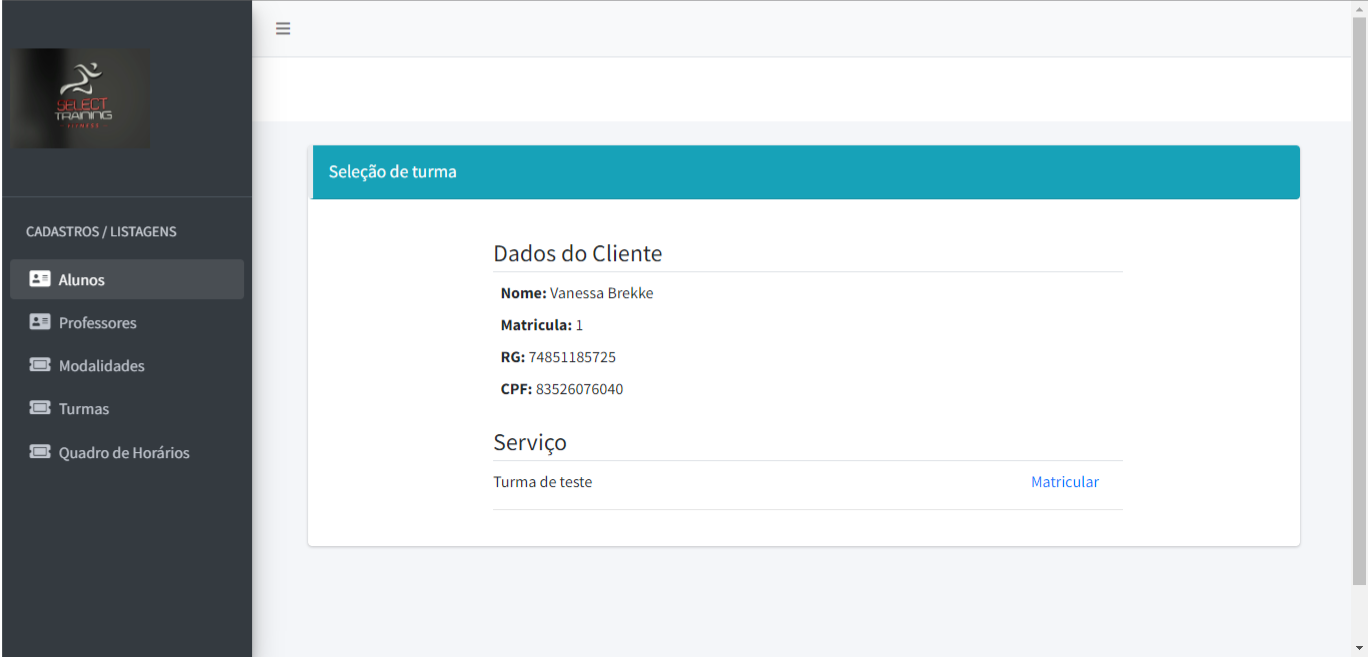 SELECT
TRAINING
FITNESS
CADASTROS / LISTAGENS
Alunos
Professores
Modalidades
Turmas
Quadro de Horários
Seleção de turma
Dados do Cliente
Nome: Vanessa Brekke
Matricula: 1
RG: 74851185725
CPF: 83526076040
Serviço
Turma de teste Matricular